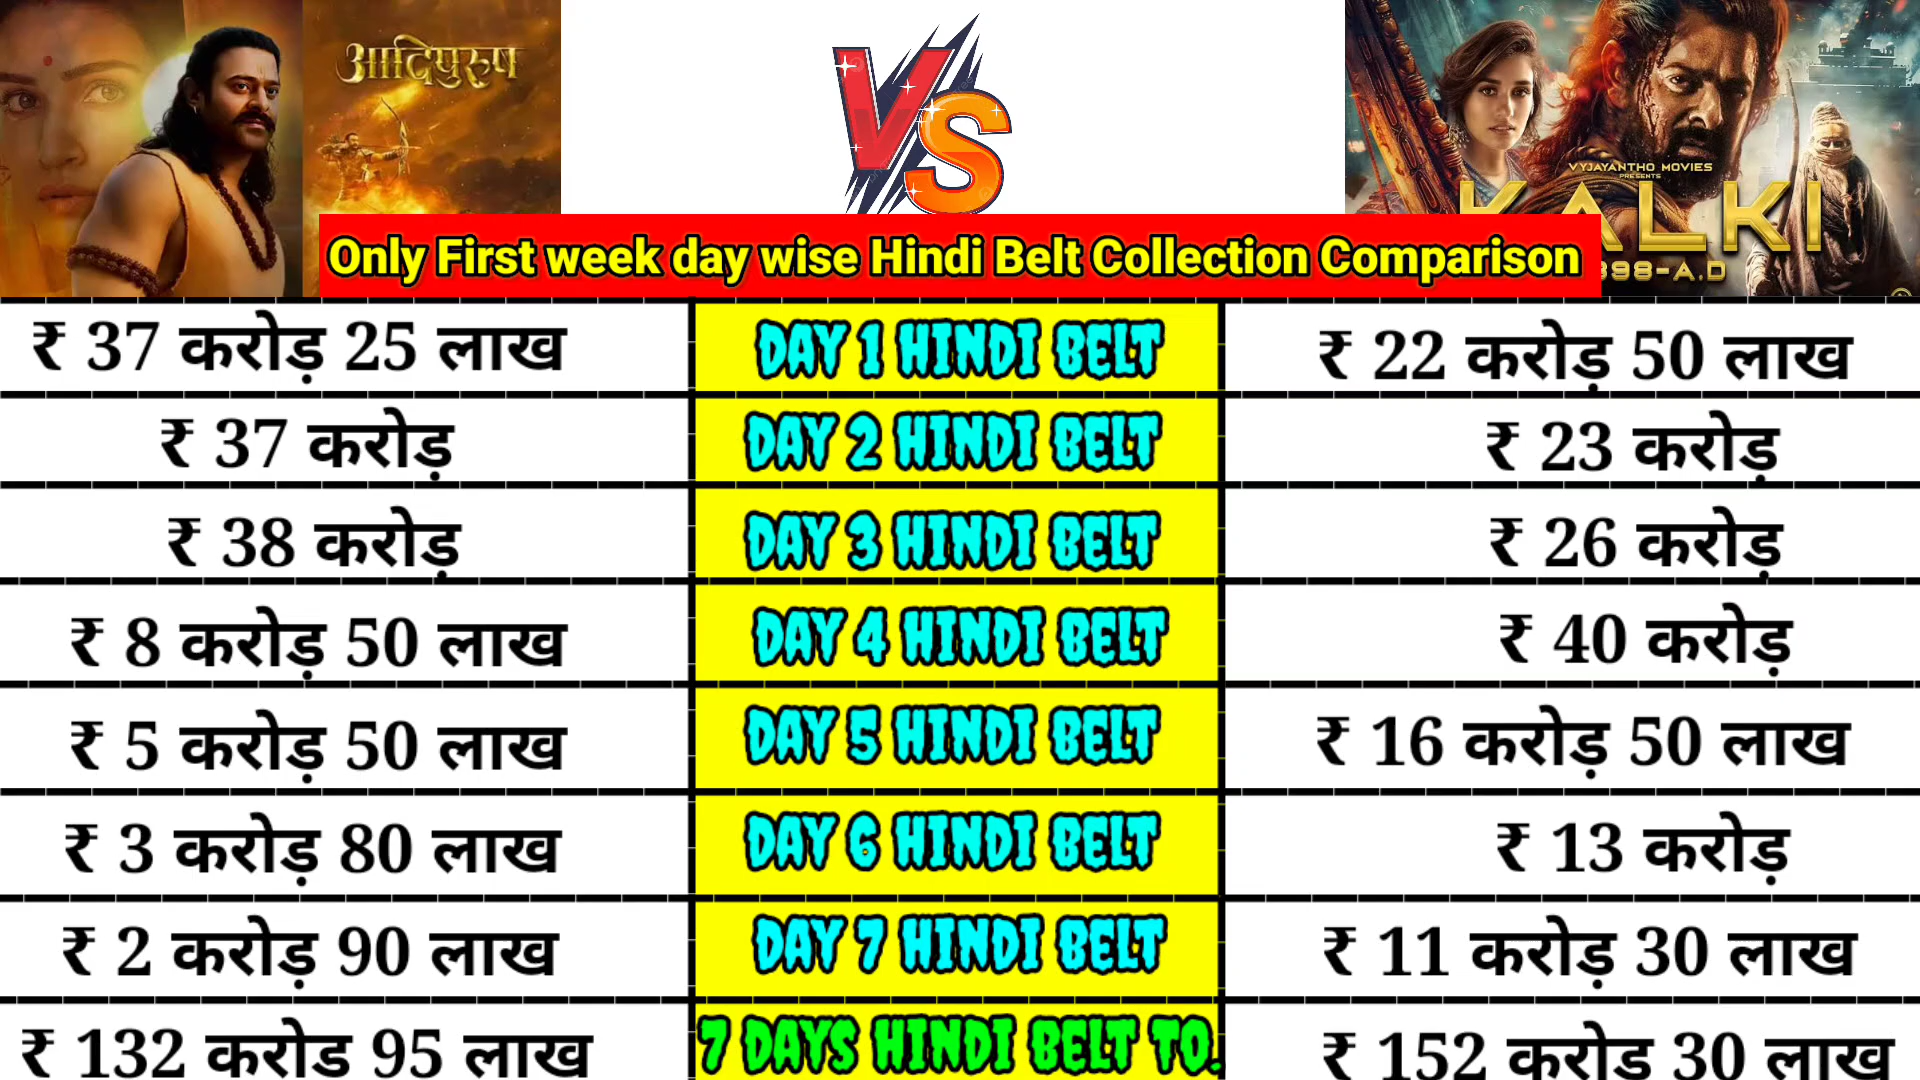 आदिपुरुष
VS
VYJAYANTHO MOVIES
PRESENTS
KALKI
898-A.D
Only First week day wise Hindi Belt Collection Comparison
₹ 37 करोड़ 25 लाख DAY 1 HINDI BELT ₹ 22 करोड़ 50 लाख
₹ 37 करोड़ DAY 2 HINDI BELT ₹ 23 करोड़
₹ 38 करोड़ DAY 3 HINDI BELT ₹ 26 करोड़
₹ 8 करोड़ 50 लाख DAY 4 HINDI BELT ₹ 40 करोड़
₹ 5 करोड़ 50 लाख DAY 5 HINDI BELT ₹ 16 करोड़ 50 लाख
₹ 3 करोड़ 80 लाख DAY 6 HINDI BELT ₹ 13 करोड़
₹ 2 करोड़ 90 लाख DAY 7 HINDI BELT ₹ 11 करोड़ 30 लाख
₹ 132 करोड 95 लाख 7 DAYS HINDI BELT TO. ₹ 152 करोड 30 लाख